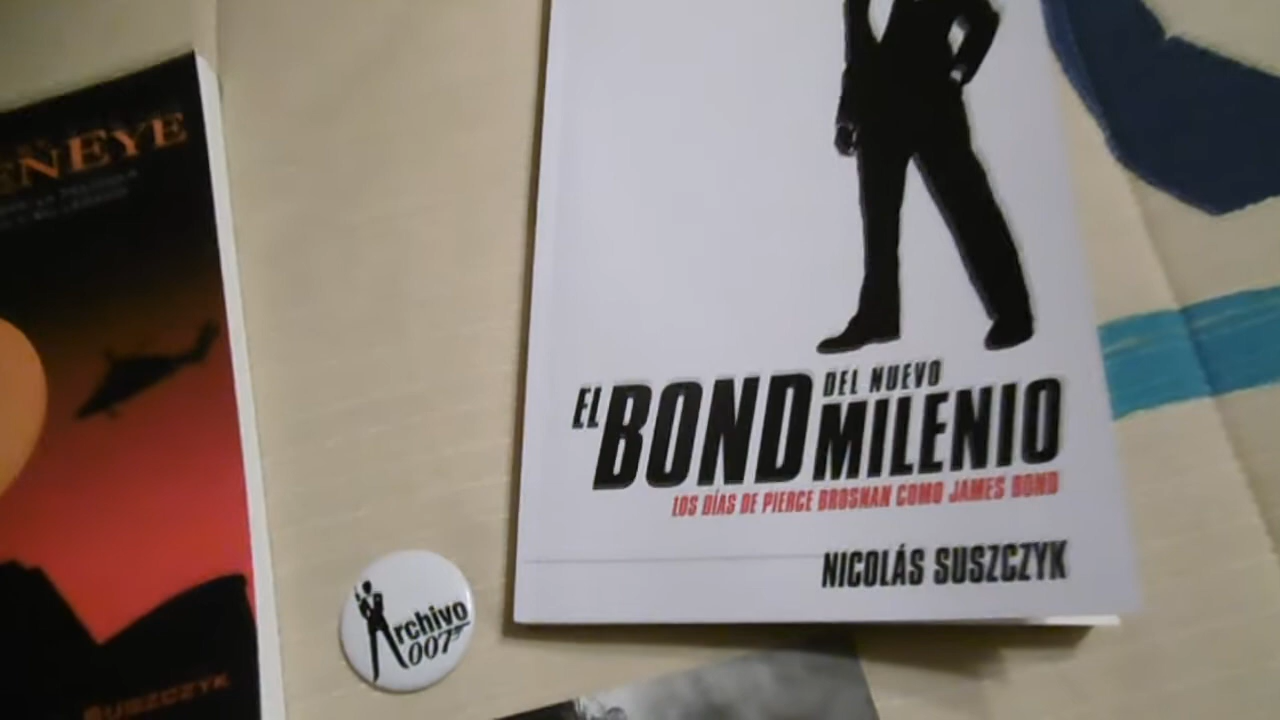 ENEYE
SUSZCZYK
Archivo
007
EL BOND DEL NUEVO
MILENIO
LOS DÍAS DE PIERCE BROSNAN COMO JAMES BOND
NICOLÁS SUSZCZYK